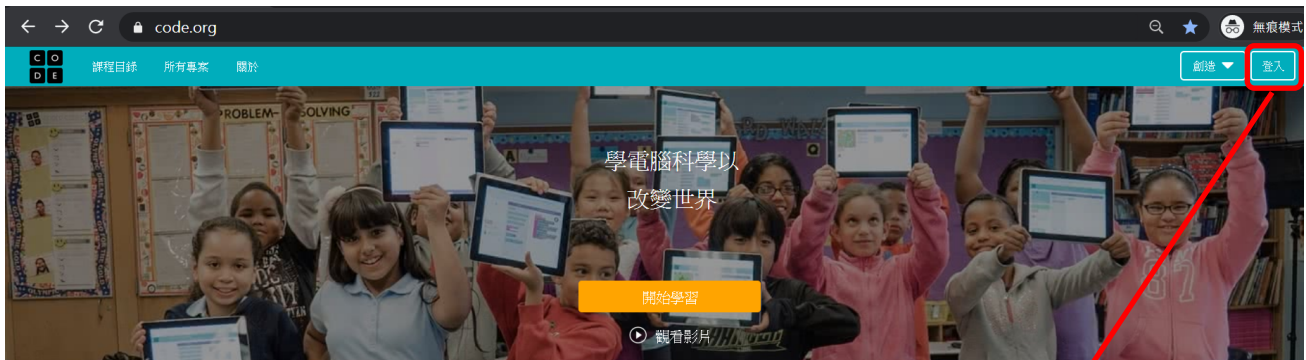 code.org
無痕模式
C O
D E
課程目錄 所有專案 關於
創造 登入
PROBLEM-SOLVING
學電腦科學以
改變世界
開始學習
觀看影片